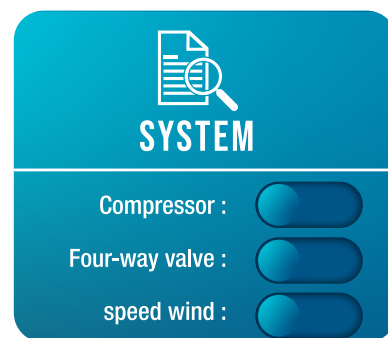 SYSTEM
Compressor :
Four-way valve :
speed wind :